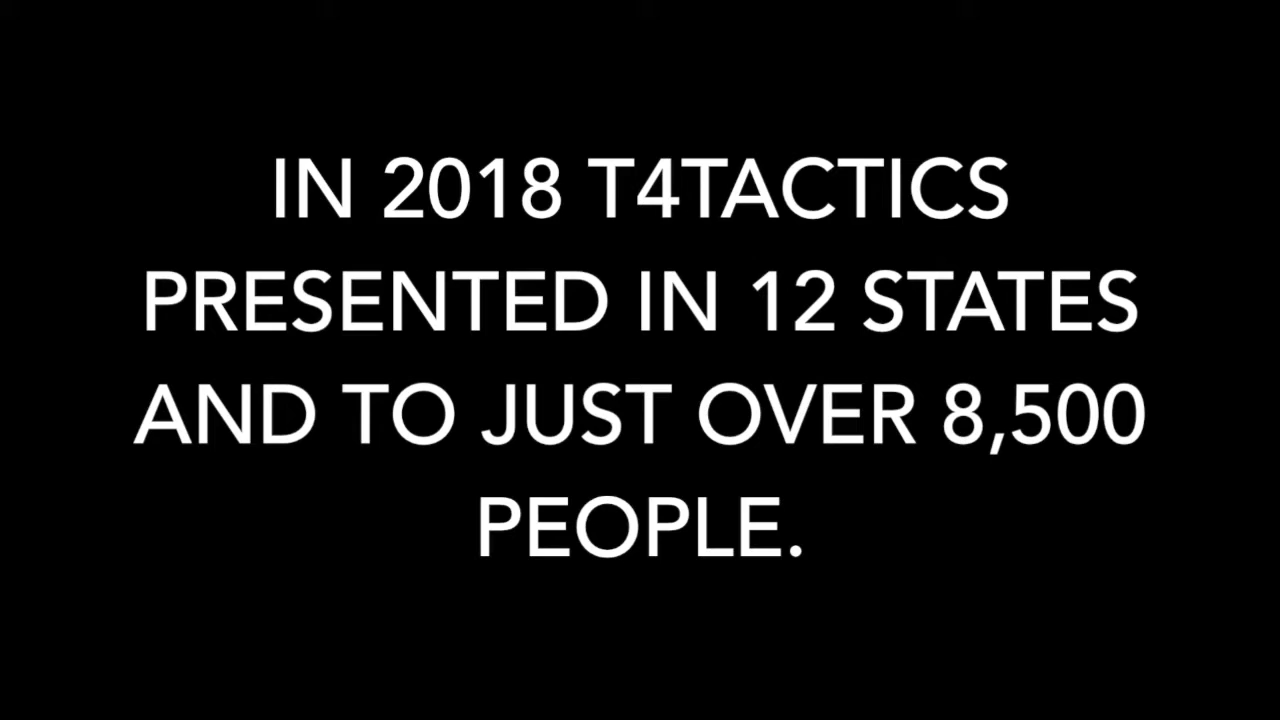 IN 2018 T4TACTICS
PRESENTED IN 12 STATES
AND TO JUST OVER 8,500
PEOPLE.